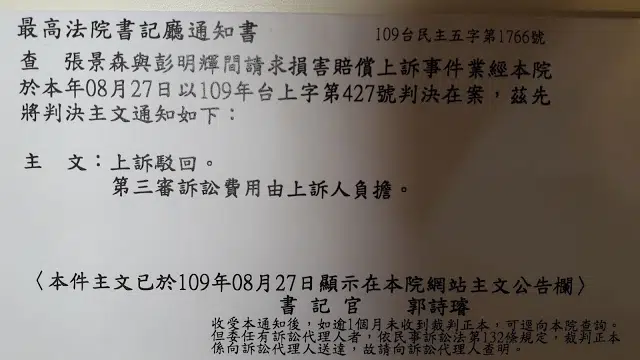 最高法院書記廳通知書
109台民主五字第1766號
查 張景森與彭明輝間請求損害賠償上訴事件業經本院
於本年08月27日以109年台上字第427號判決在案，茲先
將判決主文通知如下：
主 文：上訴駁回。
第三審訴訟費用由上訴人負擔。
〈本件主文已於109年08月27日顯示在本院網站主文公告欄〉
書記官 郭詩璿
收受本通知後，如逾1個月未收到裁判正本，可逕向本院查詢。
但委任有訴訟代理人者，依民事訴訟法第132條規定，裁判正本
係向訴訟代理人送達，故請向訴訟代理人查明。